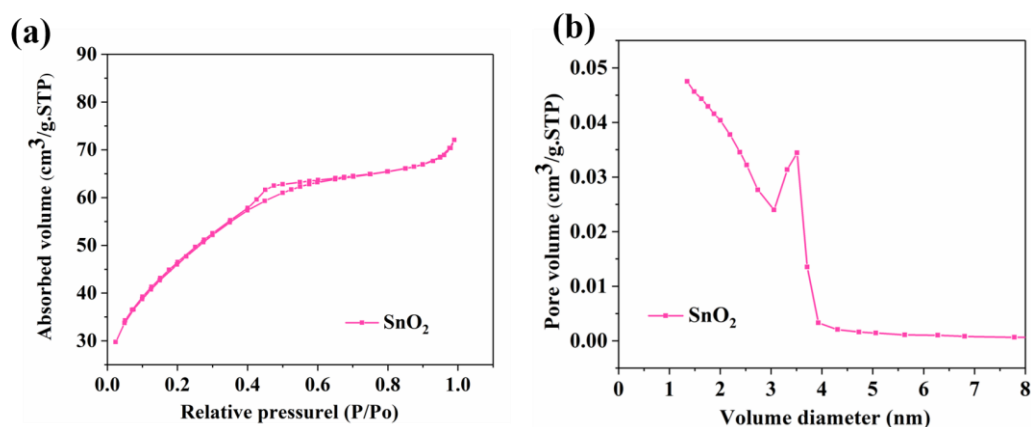 (a)
90
80
70
60
50
40
30
Absorbed volume (cm³/g.STP)
SnO₂
0.0 0.2 0.4 0.6 0.8 1.0
Relative pressurel (P/Po)
(b)
0.05
0.04
0.03
0.02
0.01
0.00
Pore volume (cm³/g.STP)
SnO₂
0 1 2 3 4 5 6 7 8
Volume diameter (nm)